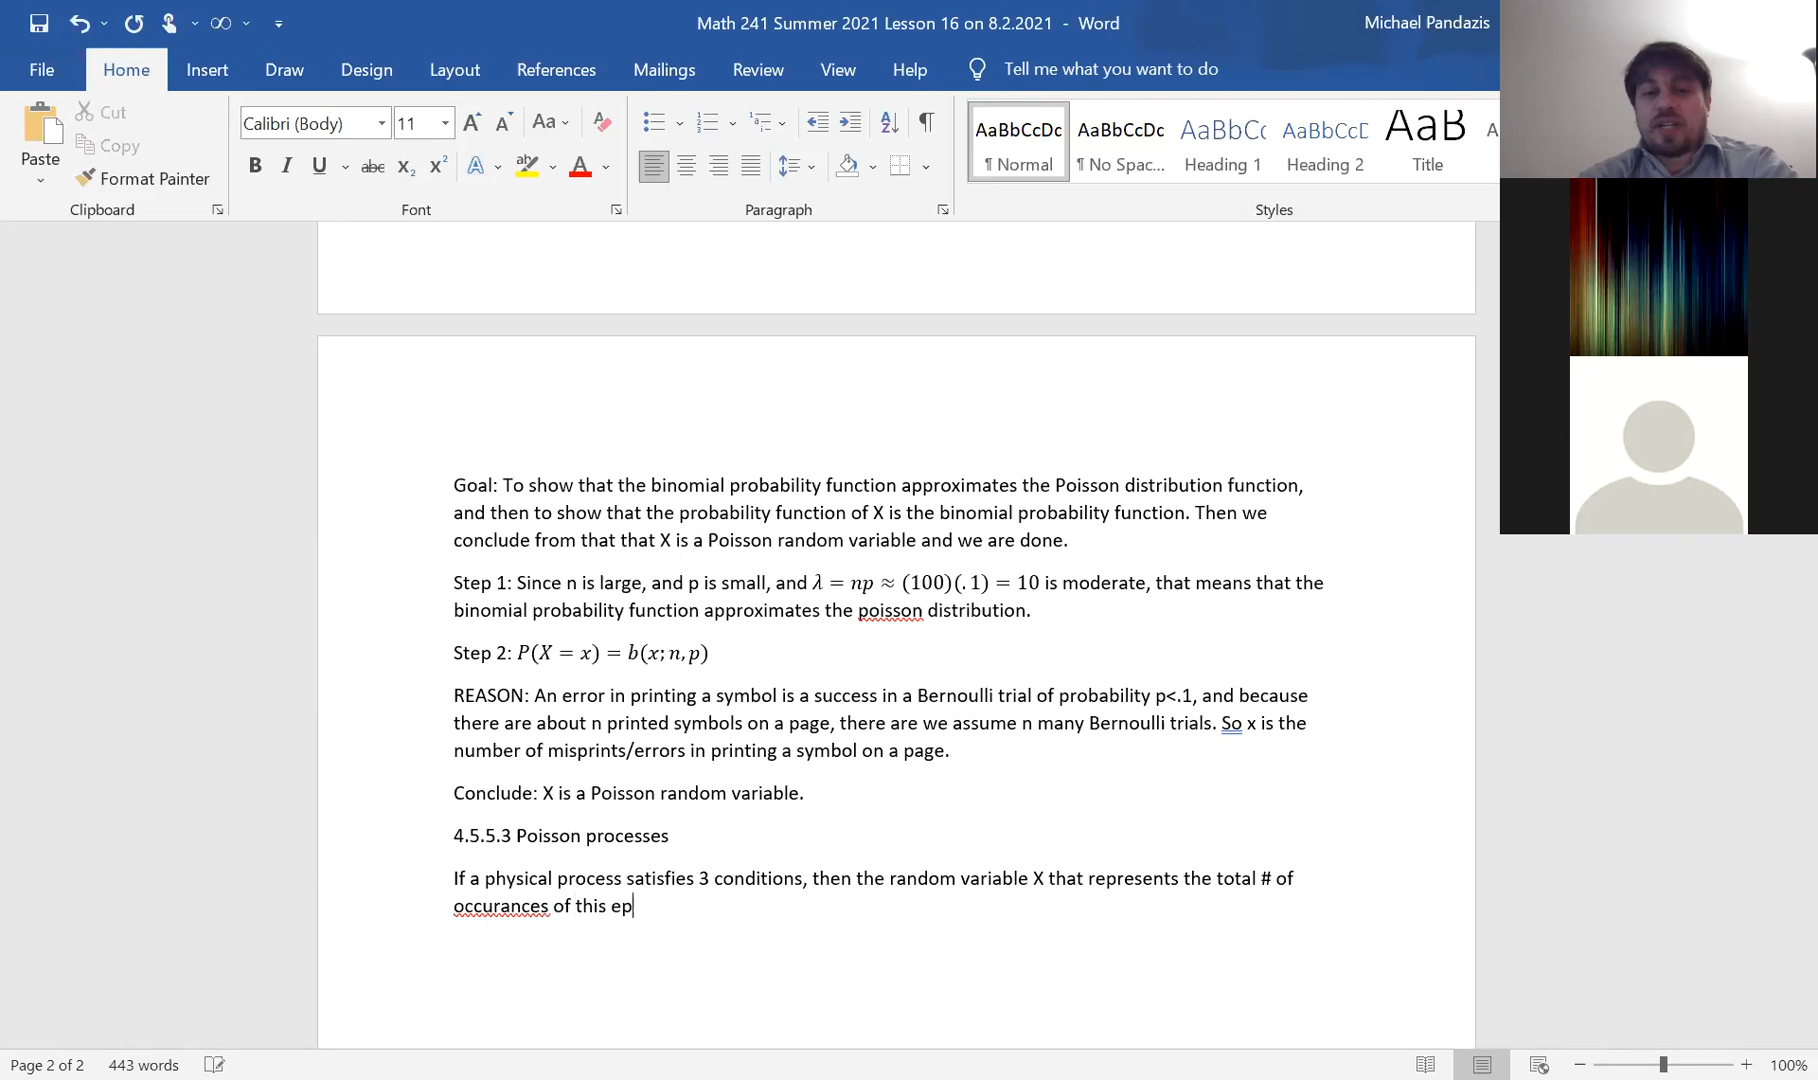 Math 241 Summer 2021 Lesson 16 on 8.2.2021 - Word
Michael Pandazis
File Home Insert Draw Design Layout References Mailings Review View Help Tell me what you want to do
Paste
Cut
Copy
Format Painter
Clipboard
Calibri (Body) 11
Font
Paragraph
AaBbCcDc AaBbCcDc AaBbCc AaBbCcD AaB
¶ Normal ¶ No Spac... Heading 1 Heading 2 Title
Styles
Goal: To show that the binomial probability function approximates the Poisson distribution function,
and then to show that the probability function of X is the binomial probability function. Then we
conclude from that that X is a Poisson random variable and we are done.
Step 1: Since n is large, and p is small, and λ = np ≈ (100)(.1) = 10 is moderate, that means that the
binomial probability function approximates the poisson distribution.
Step 2: P(X = x) = b(x; n, p)
REASON: An error in printing a symbol is a success in a Bernoulli trial of probability p<.1, and because
there are about n printed symbols on a page, there are we assume n many Bernoulli trials. So x is the
number of misprints/errors in printing a symbol on a page.
Conclude: X is a Poisson random variable.
4.5.5.3 Poisson processes
If a physical process satisfies 3 conditions, then the random variable X that represents the total # of
occurances of this ep
Page 2 of 2 443 words 100%